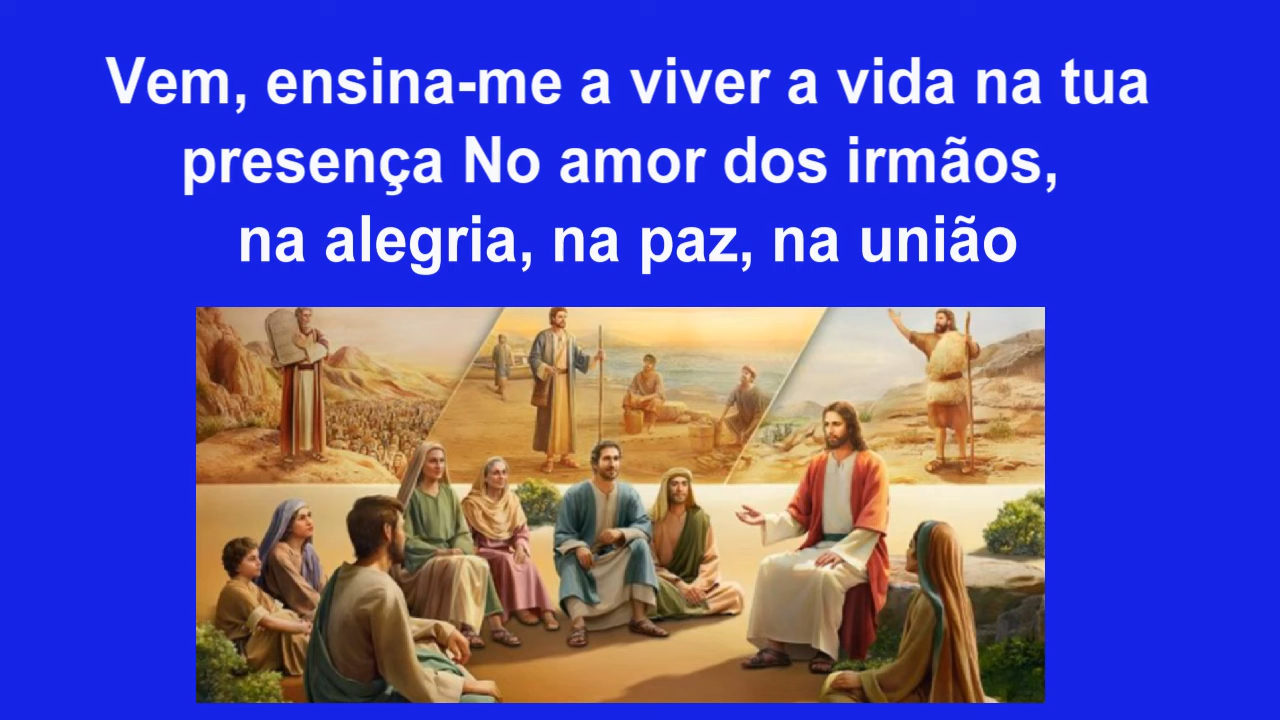 Vem, ensina-me a viver a vida na tua
presença No amor dos irmãos,
na alegria, na paz, na união